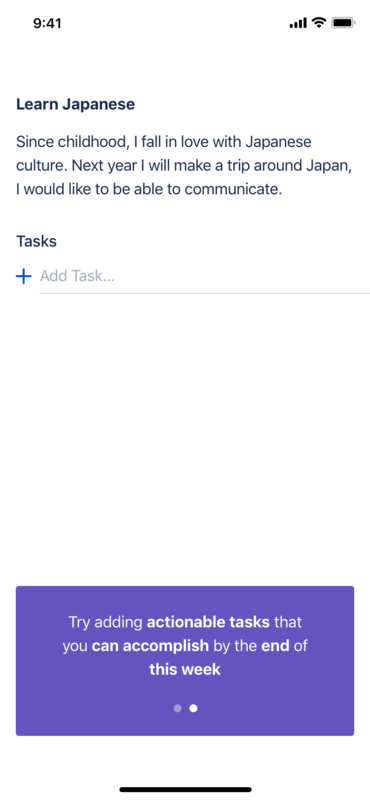 9:41
Learn Japanese
Since childhood, I fall in love with Japanese
culture. Next year I will make a trip around Japan,
I would like to be able to communicate.
Tasks
Add Task...
Try adding actionable tasks that
you can accomplish by the end of
this week